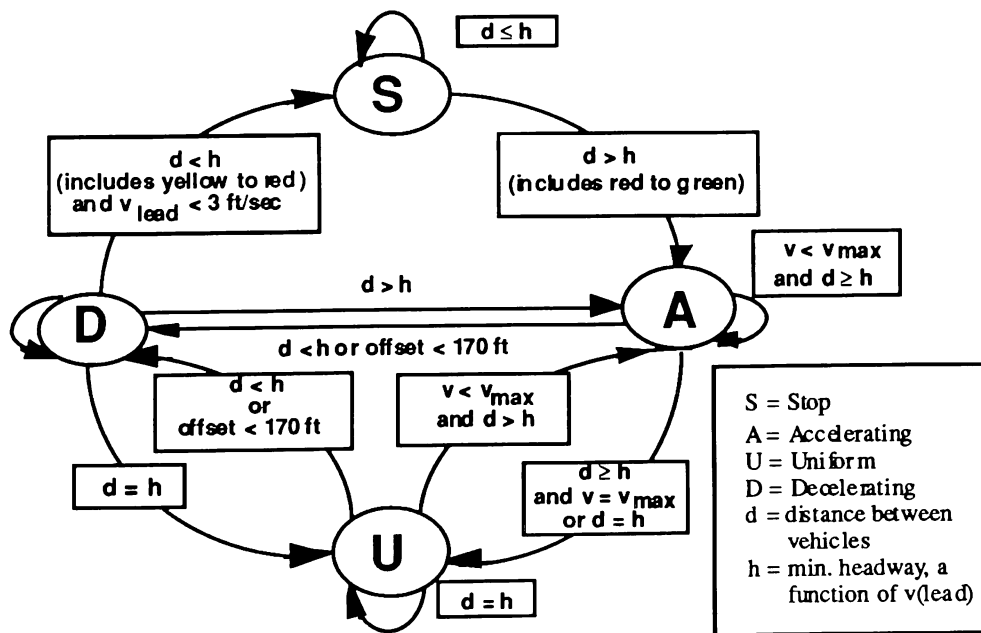 d ≤ h
S
d < h
(includes yellow to red)
and v lead < 3 ft/sec
d > h
(includes red to green)
v < v max
and d ≥ h
d > h
D
A
d < h or offset < 170 ft
d < h
or
offset < 170 ft
v < v max
and d > h
d = h
d ≥ h
and v = v max
or d = h
U
d = h
S = Stop
A = Accelerating
U = Uniform
D = Decelerating
d = distance between
vehicles
h = min. headway, a
function of v(lead)